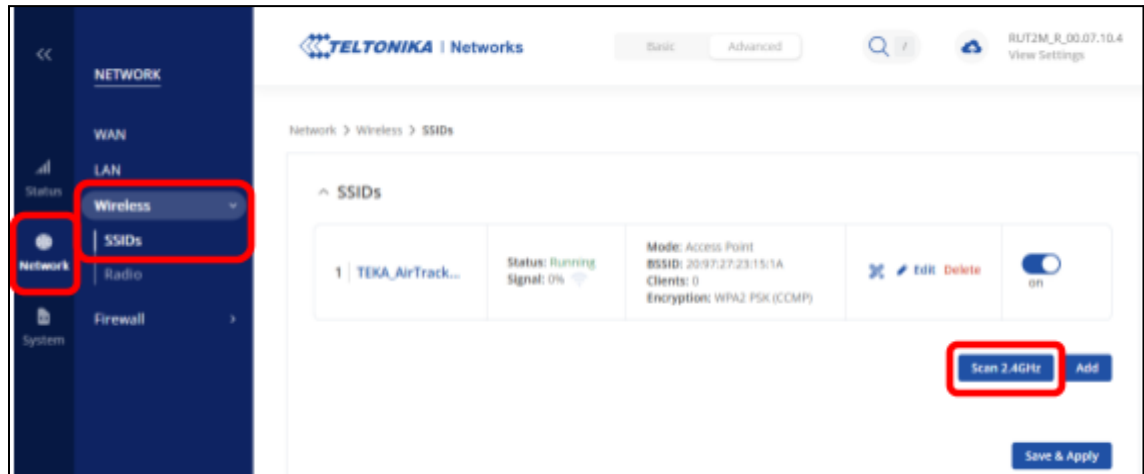 «
NETWORK
WAN
LAN
Wireless
SSIDs
Radio
Firewall
Status
Network
System
TELTONIKA | Networks
Basic Advanced
/
RUT2M_R_00.07.10.4
View Settings
Network > Wireless > SSIDs
SSIDs
1 TEKA_AirTrack...
Status: Running
Signal: 0%
Mode: Access Point
BSSID: 20:97:27:23:15:1A
Clients: 0
Encryption: WPA2 PSK (CCMP)
Edit Delete
on
Scan 2.4GHz Add
Save & Apply